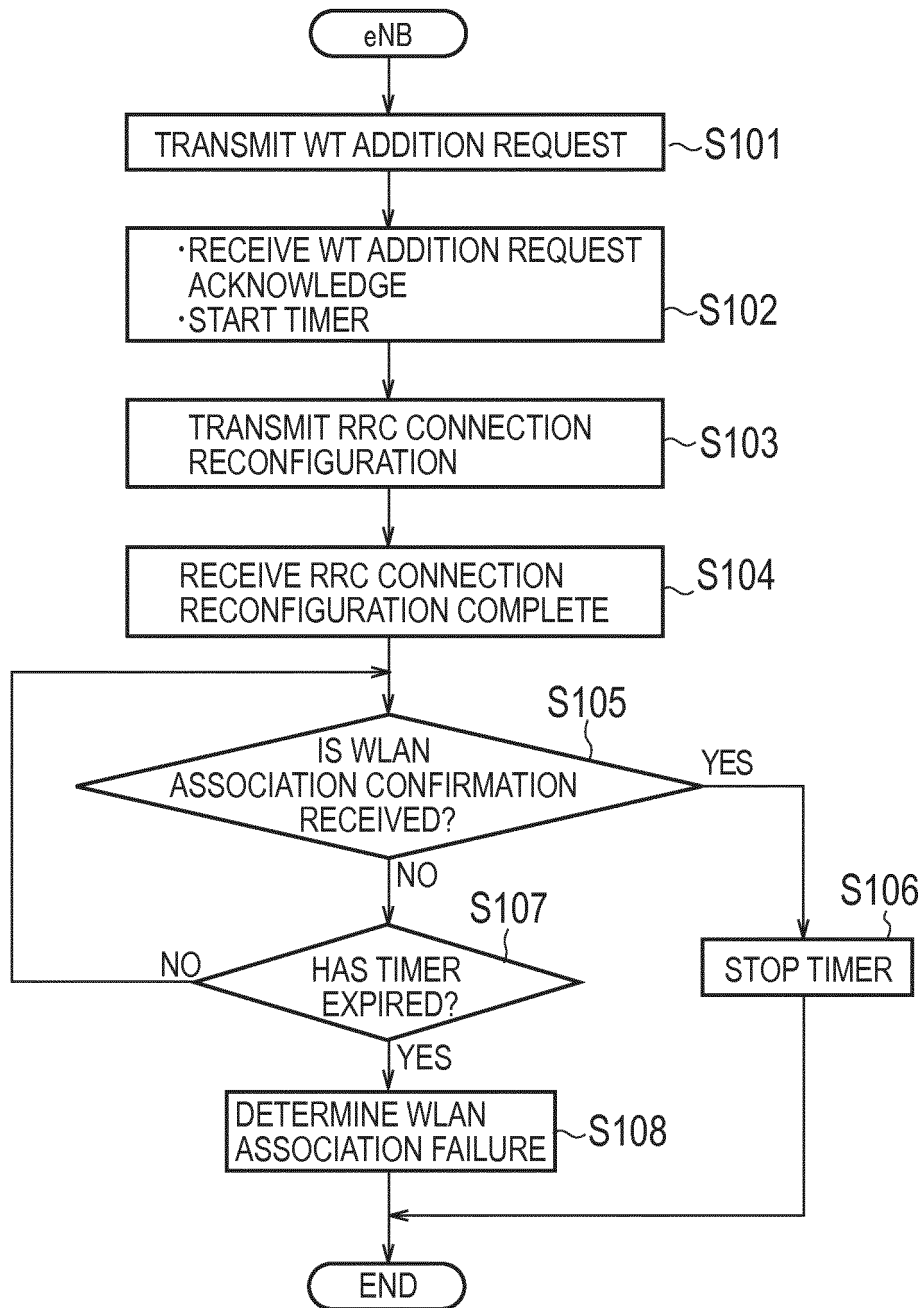 eNB
TRANSMIT WT ADDITION REQUEST
S101
・RECEIVE WT ADDITION REQUEST
ACKNOWLEDGE
・START TIMER
S102
TRANSMIT RRC CONNECTION
RECONFIGURATION
S103
RECEIVE RRC CONNECTION
RECONFIGURATION COMPLETE
S104
S105
IS WLAN
ASSOCIATION CONFIRMATION
RECEIVED?
YES
NO
S106
STOP TIMER
S107
HAS TIMER
EXPIRED?
NO
YES
DETERMINE WLAN
ASSOCIATION FAILURE
S108
END